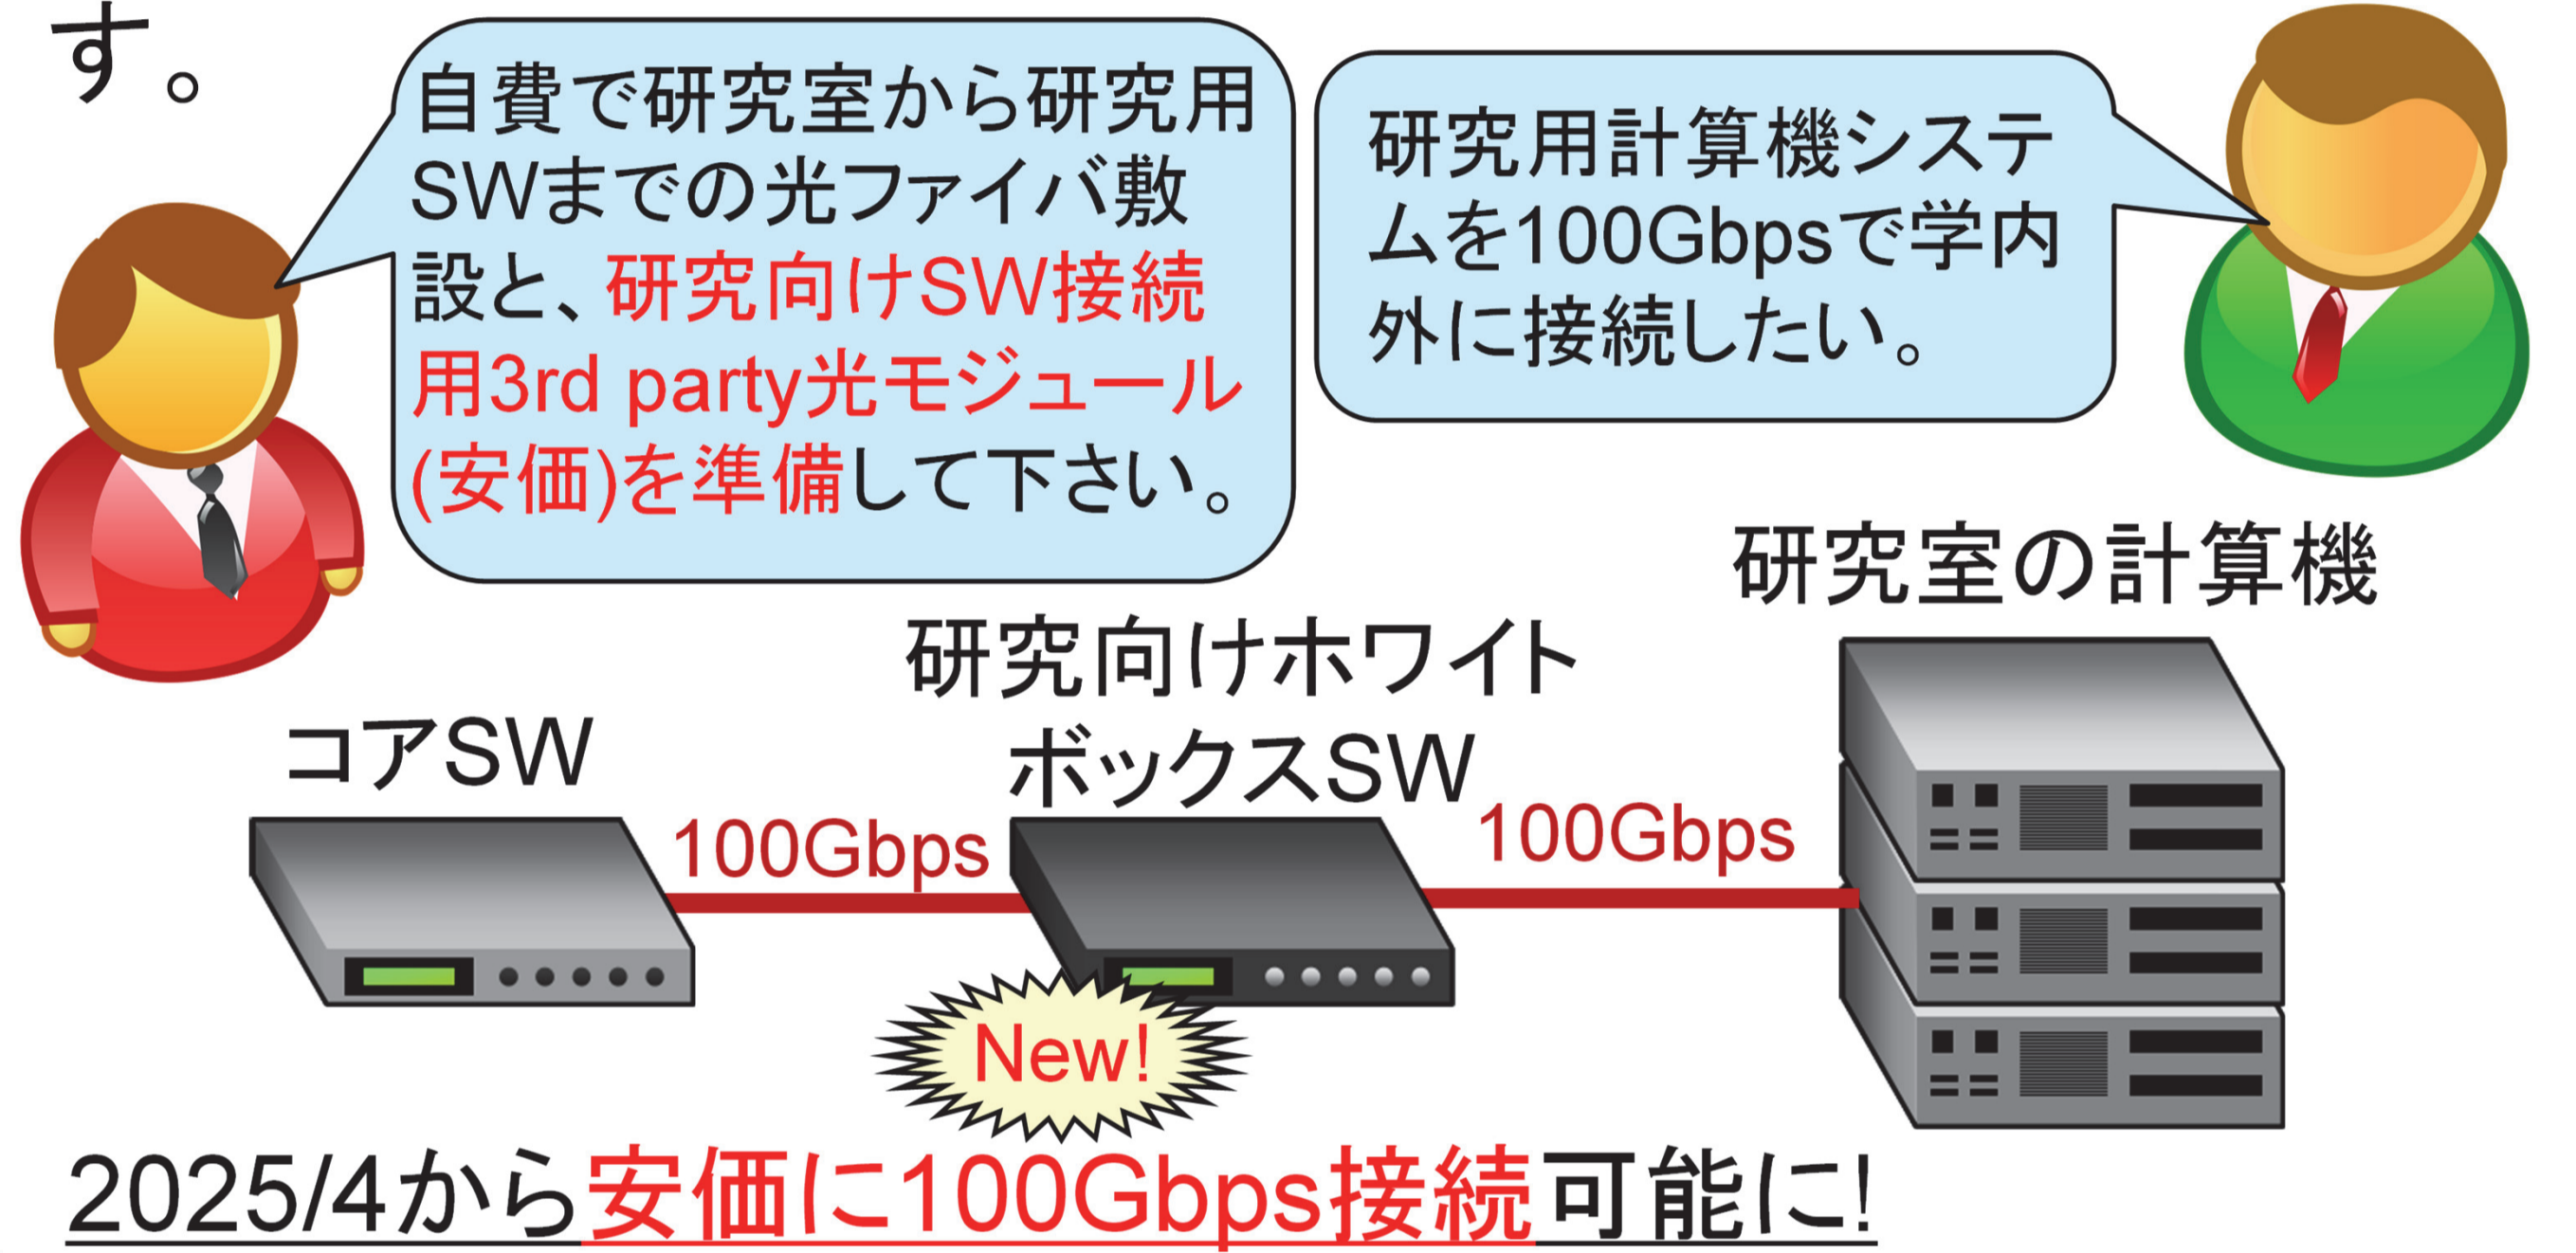 す。
自費で研究室から研究用
SWまでの光ファイバ敷
設と、研究向けSW接続
用3rd party光モジュール
(安価)を準備して下さい。
研究用計算機システ
ムを100Gbpsで学内
外に接続したい。
研究室の計算機
研究向けホワイト
ボックスSW
コアSW
100Gbps
100Gbps
New!
2025/4から安価に100Gbps接続可能に!